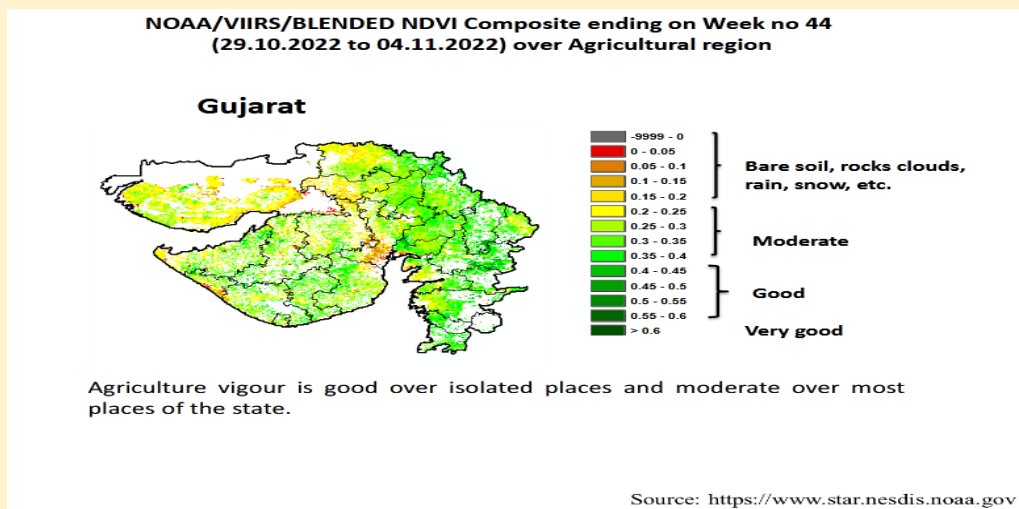 NOAA/VIIRS/BLENDED NDVI Composite ending on Week no 44
(29.10.2022 to 04.11.2022) over Agricultural region
Gujarat
-9999 - 0
0 - 0.05
0.05 - 0.1
0.1 - 0.15
0.15 - 0.2
0.2 - 0.25
0.25 - 0.3
0.3 - 0.35
0.35 - 0.4
0.4 - 0.45
0.45 - 0.5
0.5 - 0.55
0.55 - 0.6
> 0.6
Bare soil, rocks clouds,
rain, snow, etc.
Moderate
Good
Very good
Agriculture vigour is good over isolated places and moderate over most
places of the state.
Source: https://www.star.nesdis.noaa.gov